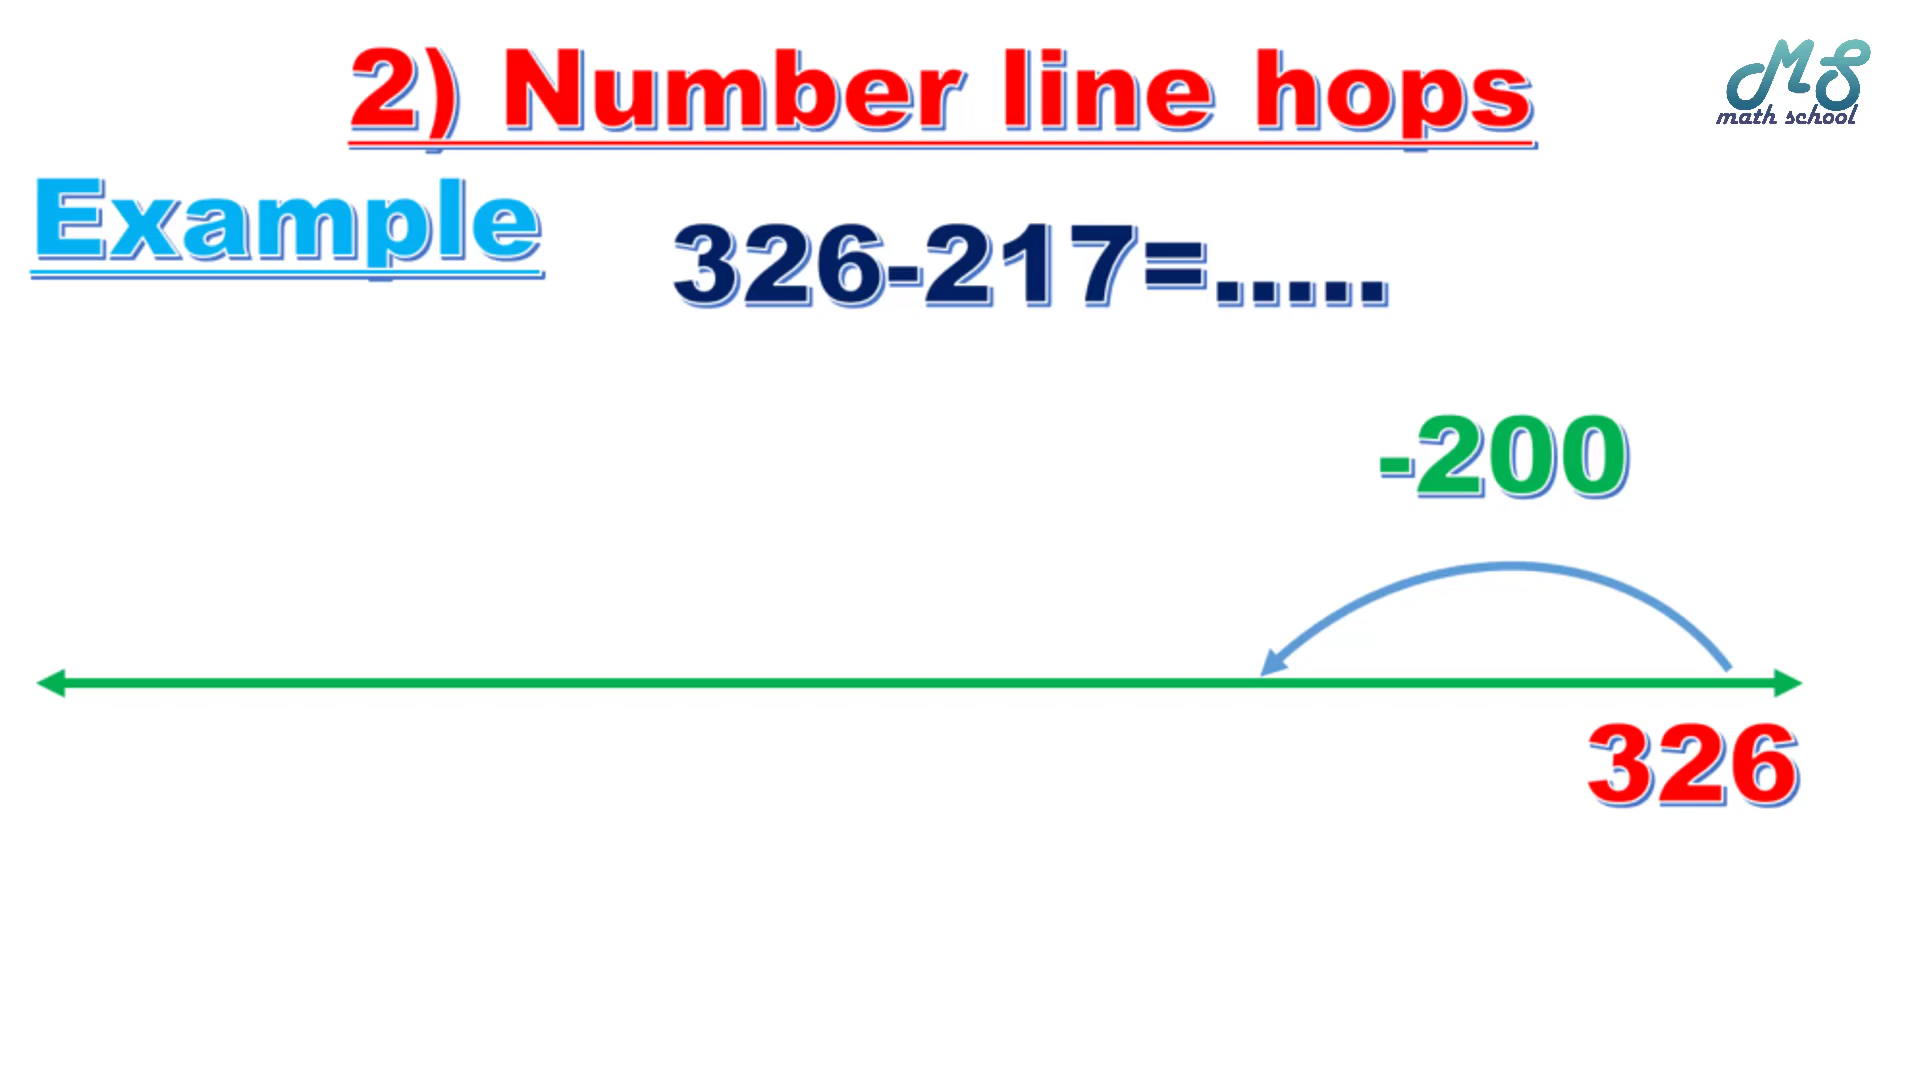 2) Number line hops
MS
math school
Example
326-217=.....
-200
326